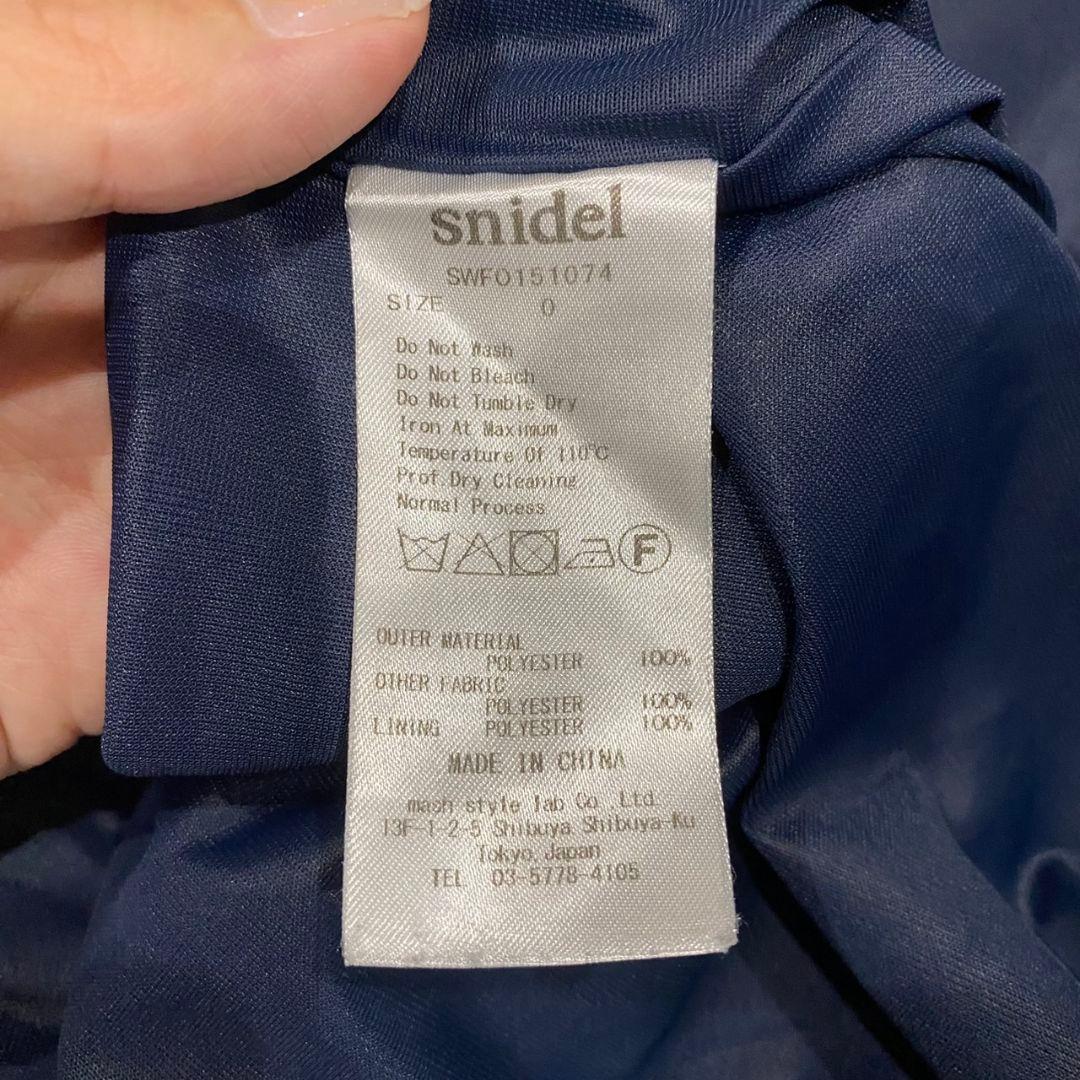 snidel
SWFO151074
SIZE 0
Do Not Wash
Do Not Bleach
Do Not Tumble Dry
Iron At Maximum
Temperature Of 110℃
Prof Dry Cleaning
Normal Process
F
OUTER MATERIAL
POLYESTER 100%
OTHER FABRIC
POLYESTER 100%
LINING POLYESTER 100%
MADE IN CHINA
mash style lab Co.,Ltd.
13F-1-2-5 Shibuya Shibuya-Ku
Tokyo,Japan
TEL 03-5778-4105